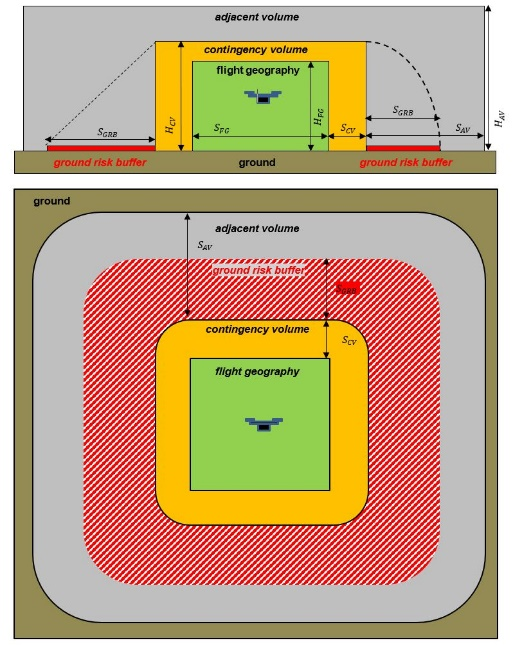 adjacent volume
contingency volume
flight geography
S_GRB
H_CV
S_FG
H_FG
S_CV
S_GRB
S_AV
H_AV
ground risk buffer
ground
ground risk buffer
ground
adjacent volume
S_AV
ground risk buffer
S_GRB
contingency volume
S_CV
flight geography